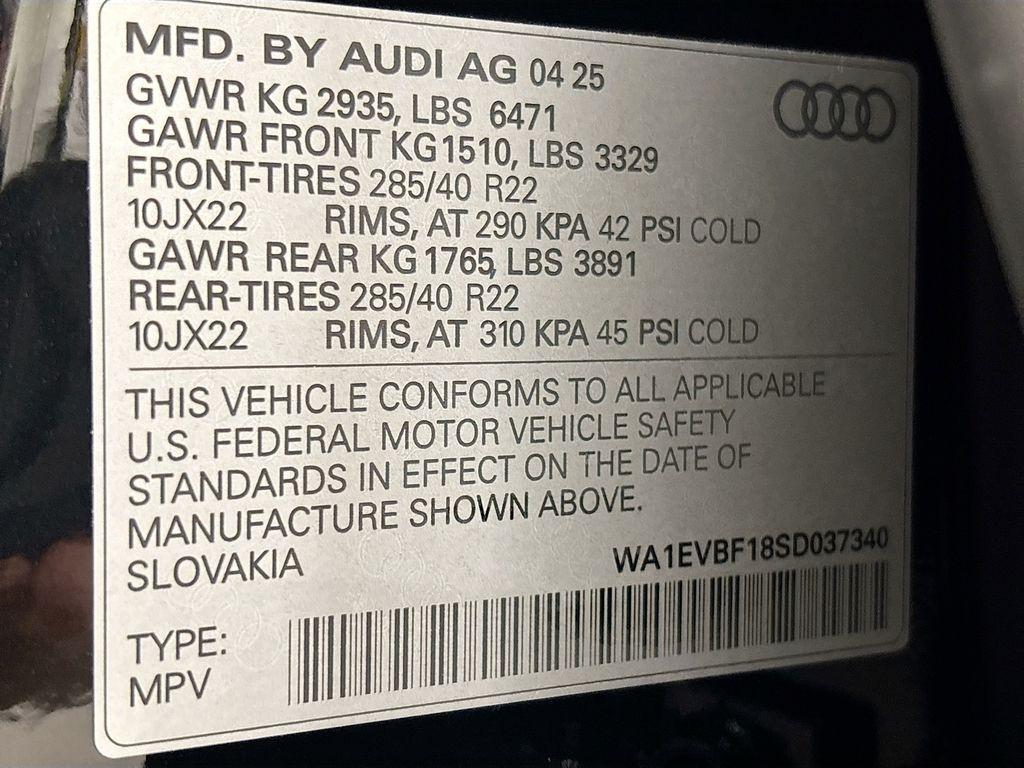 MFD. BY AUDI AG 04 25
GVWR KG 2935, LBS 6471
GAWR FRONT KG1510, LBS 3329
FRONT-TIRES 285/40 R22
10JX22 RIMS, AT 290 KPA 42 PSI COLD
GAWR REAR KG1765, LBS 3891
REAR-TIRES 285/40 R22
10JX22 RIMS, AT 310 KPA 45 PSI COLD
THIS VEHICLE CONFORMS TO ALL APPLICABLE
U.S. FEDERAL MOTOR VEHICLE SAFETY
STANDARDS IN EFFECT ON THE DATE OF
MANUFACTURE SHOWN ABOVE.
SLOVAKIA WA1EVBF18SD037340
TYPE:
MPV